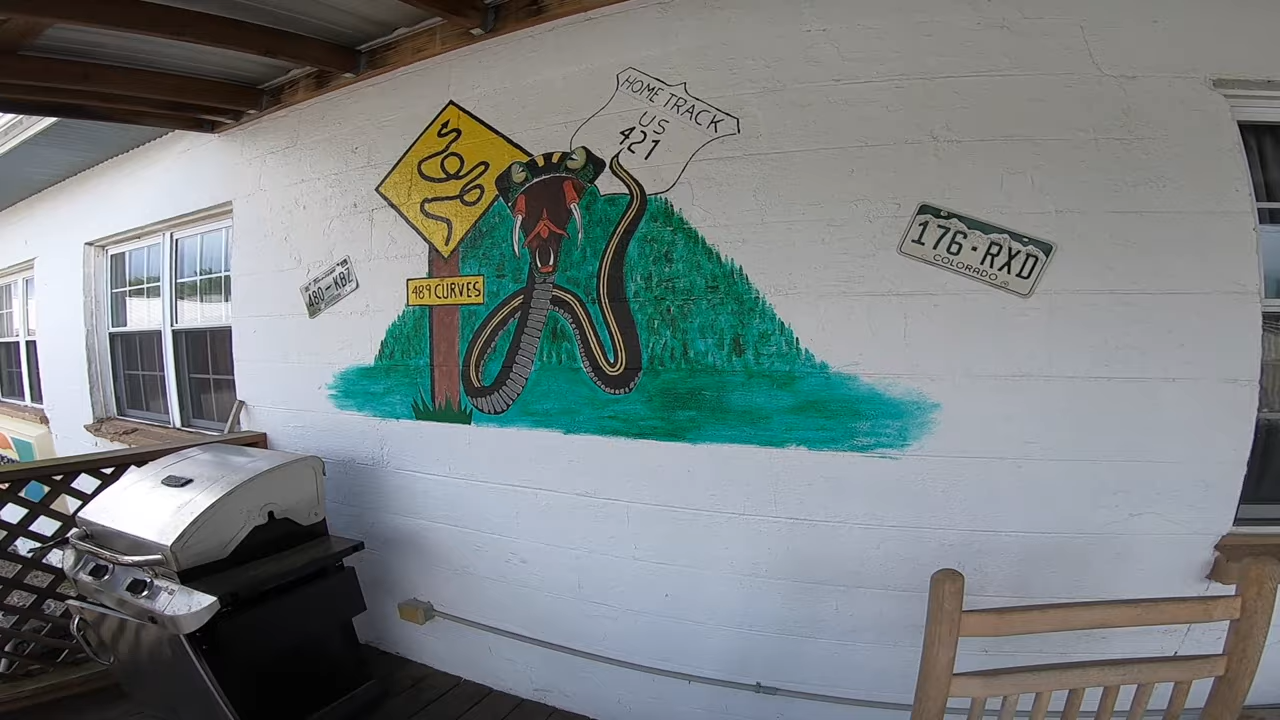 HOME TRACK
US
421
489 CURVES
480-KBZ
176-RXD
COLORADO